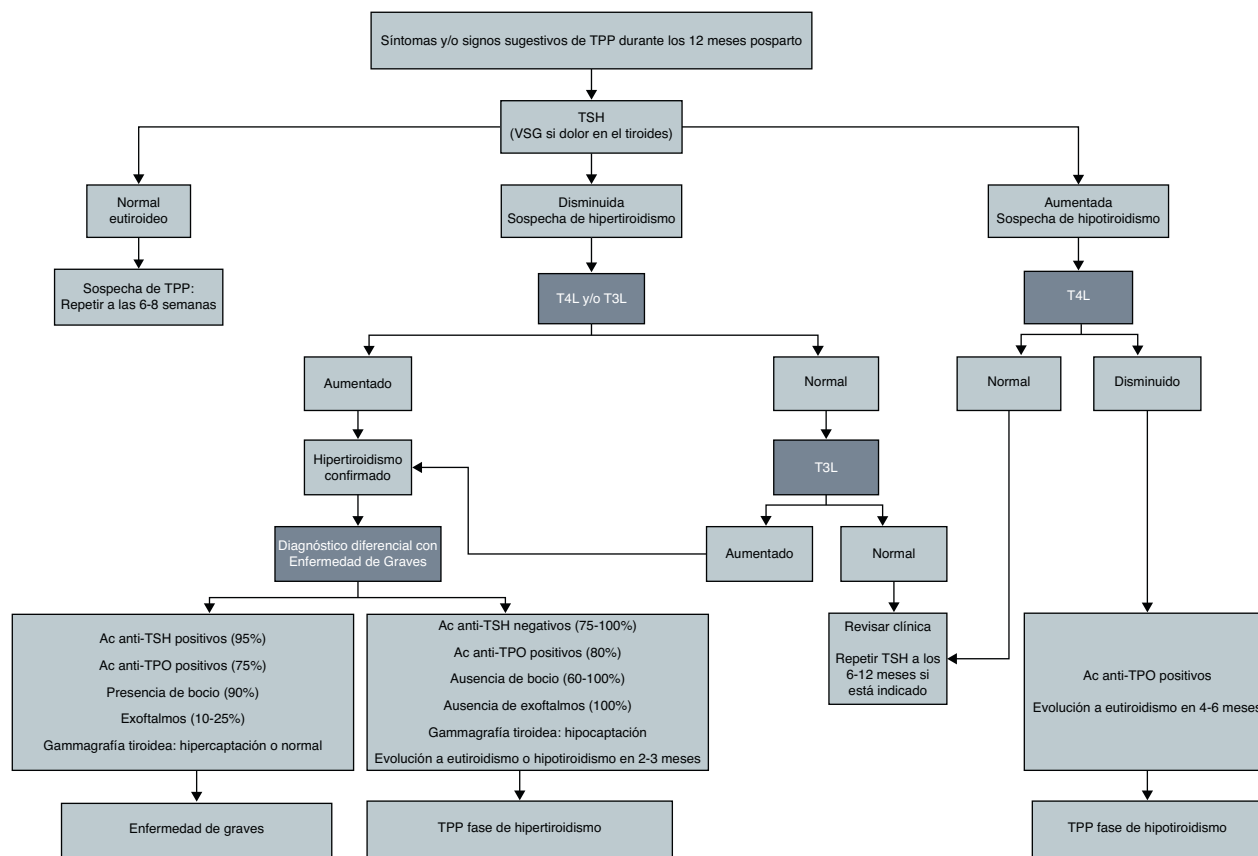 Síntomas y/o signos sugestivos de TPP durante los 12 meses posparto
TSH
(VSG si dolor en el tiroides)
Normal
eutiroideo
Disminuida
Sospecha de hipertiroidismo
Aumentada
Sospecha de hipotiroidismo
Sospecha de TPP:
Repetir a las 6-8 semanas
T4L y/o T3L
T4L
Aumentado
Normal
Normal
Disminuido
Hipertiroidismo
confirmado
T3L
Diagnóstico diferencial con
Enfermedad de Graves
Aumentado
Normal
Ac anti-TSH positivos (95%)
Ac anti-TPO positivos (75%)
Presencia de bocio (90%)
Exoftalmos (10-25%)
Gammagrafía tiroidea: hipercaptación o normal
Ac anti-TSH negativos (75-100%)
Ac anti-TPO positivos (80%)
Ausencia de bocio (60-100%)
Ausencia de exoftalmos (100%)
Gammagrafía tiroidea: hipocaptación
Evolución a eutiroidismo o hipotiroidismo en 2-3 meses
Revisar clínica
Repetir TSH a los
6-12 meses si
está indicado
Ac anti-TPO positivos
Evolución a eutiroidismo en 4-6 meses
Enfermedad de graves
TPP fase de hipertiroidismo
TPP fase de hipotiroidismo